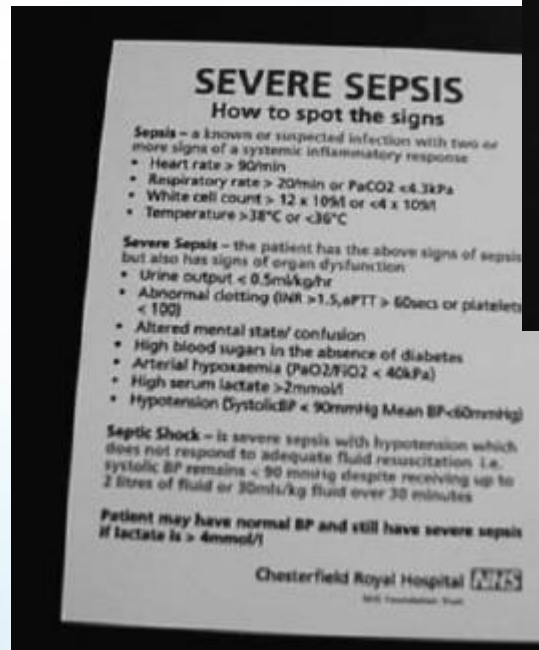 SEVERE SEPSIS
How to spot the signs
Sepsis – a known or suspected infection with two or
more signs of a systemic inflammatory response
• Heart rate > 90/min
• Respiratory rate > 20/min or PaCO2 <4.3kPa
• White cell count > 12 x 109/l or <4 x 109/l
• Temperature >38°C or <36°C
Severe Sepsis – the patient has the above signs of sepsis
but also has signs of organ dysfunction
• Urine output < 0.5ml/kg/hr
• Abnormal clotting (INR >1.5,aPTT > 60secs or platelets
< 100)
• Altered mental state/ confusion
• High blood sugars in the absence of diabetes
• Arterial hypoxaemia (PaO2/FiO2 < 40kPa)
• High serum lactate >2mmol/l
• Hypotension (SystolicBP < 90mmHg Mean BP<60mmHg)
Septic Shock – is severe sepsis with hypotension which
does not respond to adequate fluid resuscitation i.e.
systolic BP remains < 90 mmHg despite receiving up to
2 litres of fluid or 30mls/kg fluid over 30 minutes
Patient may have normal BP and still have severe sepsis
if lactate is > 4mmol/l
Chesterfield Royal Hospital NHS
NHS Foundation Trust